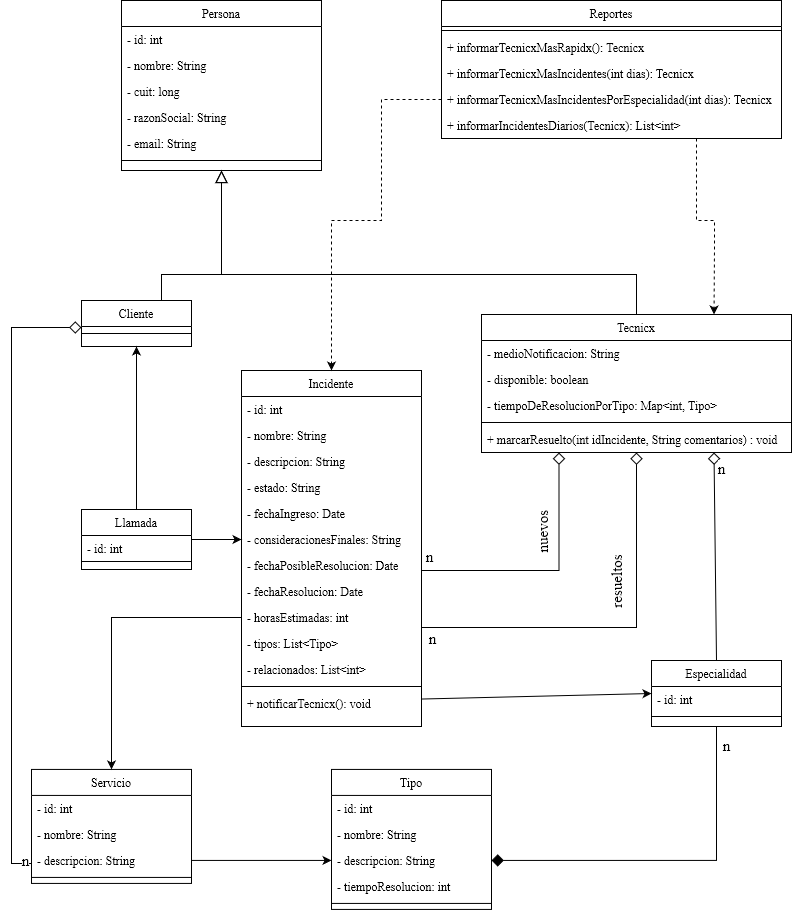 Persona
- id: int
- nombre: String
- cuit: long
- razonSocial: String
- email: String
Reportes
+ informarTecnicxMasRapidx(): Tecnicx
+ informarTecnicxMasIncidentes(int dias): Tecnicx
+ informarTecnicxMasIncidentesPorEspecialidad(int dias): Tecnicx
+ informarIncidentesDiarios(Tecnicx): List<int>
Cliente
Tecnicx
- medioNotificacion: String
- disponible: boolean
- tiempoDeResolucionPorTipo: Map<int, Tipo>
+ marcarResuelto(int idIncidente, String comentarios) : void
Incidente
- id: int
- nombre: String
- descripcion: String
- estado: String
- fechaIngreso: Date
- consideracionesFinales: String
- fechaPosibleResolucion: Date
- fechaResolucion: Date
- horasEstimadas: int
- tipos: List<Tipo>
- relacionados: List<int>
+ notificarTecnicx(): void
Llamada
- id: int
n
nuevos
n
resueltos
n
Especialidad
- id: int
n
Servicio
- id: int
- nombre: String
- descripcion: String
n
Tipo
- id: int
- nombre: String
- descripcion: String
- tiempoResolucion: int